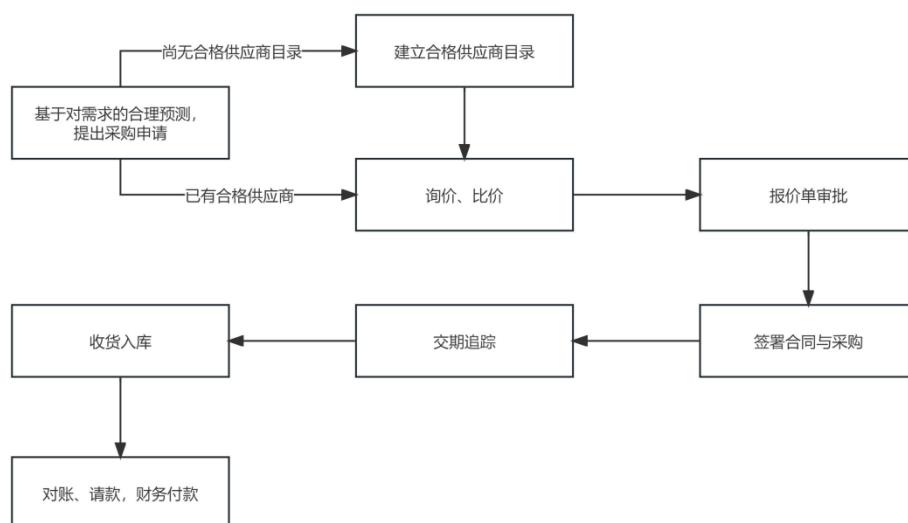 尚无合格供应商目录
建立合格供应商目录
基于对需求的合理预测，
提出采购申请
已有合格供应商
询价、比价
报价单审批
收货入库
交期追踪
签署合同与采购
对账、请款，财务付款